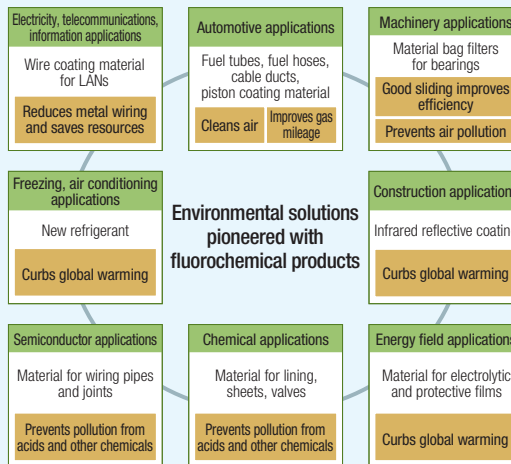 Electricity, telecommunications,
information applications
Wire coating material
for LANs
Reduces metal wiring
and saves resources
Automotive applications
Fuel tubes, fuel hoses,
cable ducts,
piston coating material
Cleans air
Improves gas
mileage
Machinery applications
Material bag filters
for bearings
Good sliding improves
efficiency
Prevents air pollution
Freezing, air conditioning
applications
New refrigerant
Curbs global warming
Environmental solutions
pioneered with
fluorochemical products
Construction application
Infrared reflective coatin
Curbs global warming
Semiconductor applications
Material for wiring pipes
and joints
Prevents pollution from
acids and other chemicals
Chemical applications
Material for lining,
sheets, valves
Prevents pollution from
acids and other chemicals
Energy field applications
Material for electrolytic
and protective films
Curbs global warming